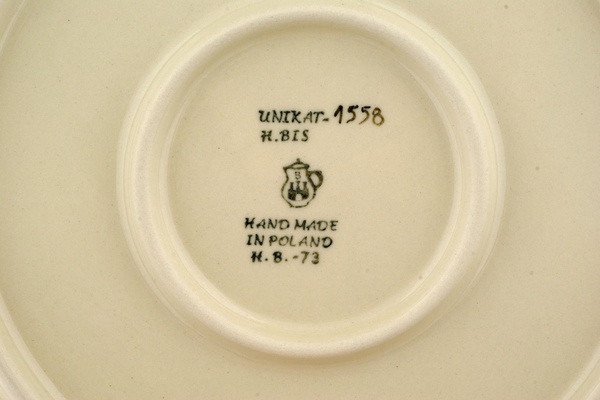 UNIKAT-1558
H.BIS
B
HAND MADE
IN POLAND
H.B.-73